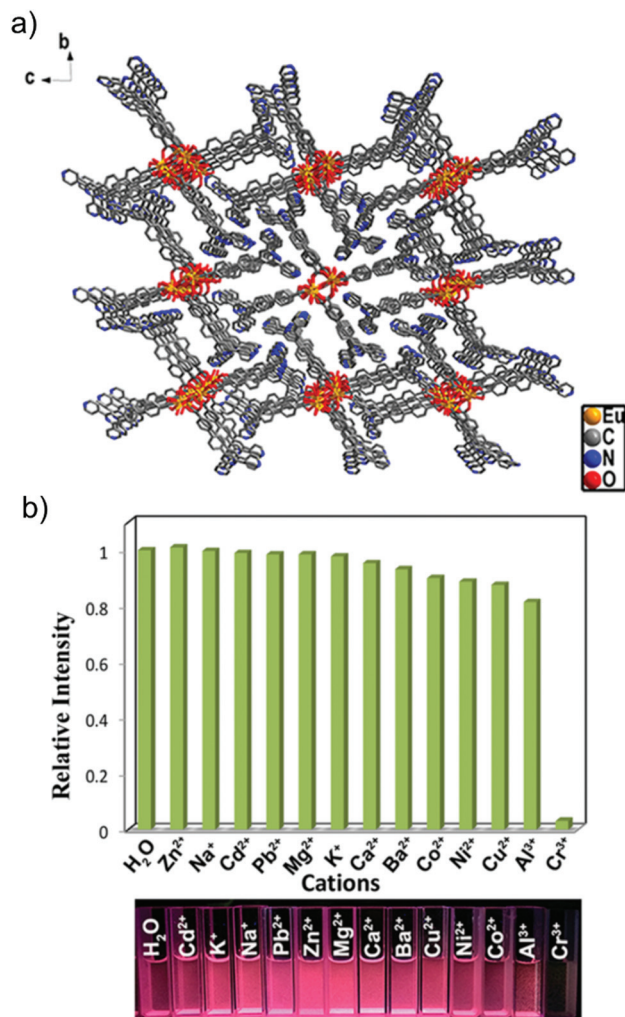 a)
b
c
Eu
C
N
O
b)
Relative Intensity
1
0.8
0.6
0.4
0.2
0
H₂O Zn²⁺ Na⁺ Cd²⁺ Pb²⁺ Mg²⁺ K⁺ Ca²⁺ Ba²⁺ Co²⁺ Ni²⁺ Cu²⁺ Al³⁺ Cr³⁺
Cations
H₂O Cd²⁺ K⁺ Na⁺ Pb²⁺ Zn²⁺ Mg²⁺ Ca²⁺ Ba²⁺ Cu²⁺ Ni²⁺ Co²⁺ Al³⁺ Cr³⁺